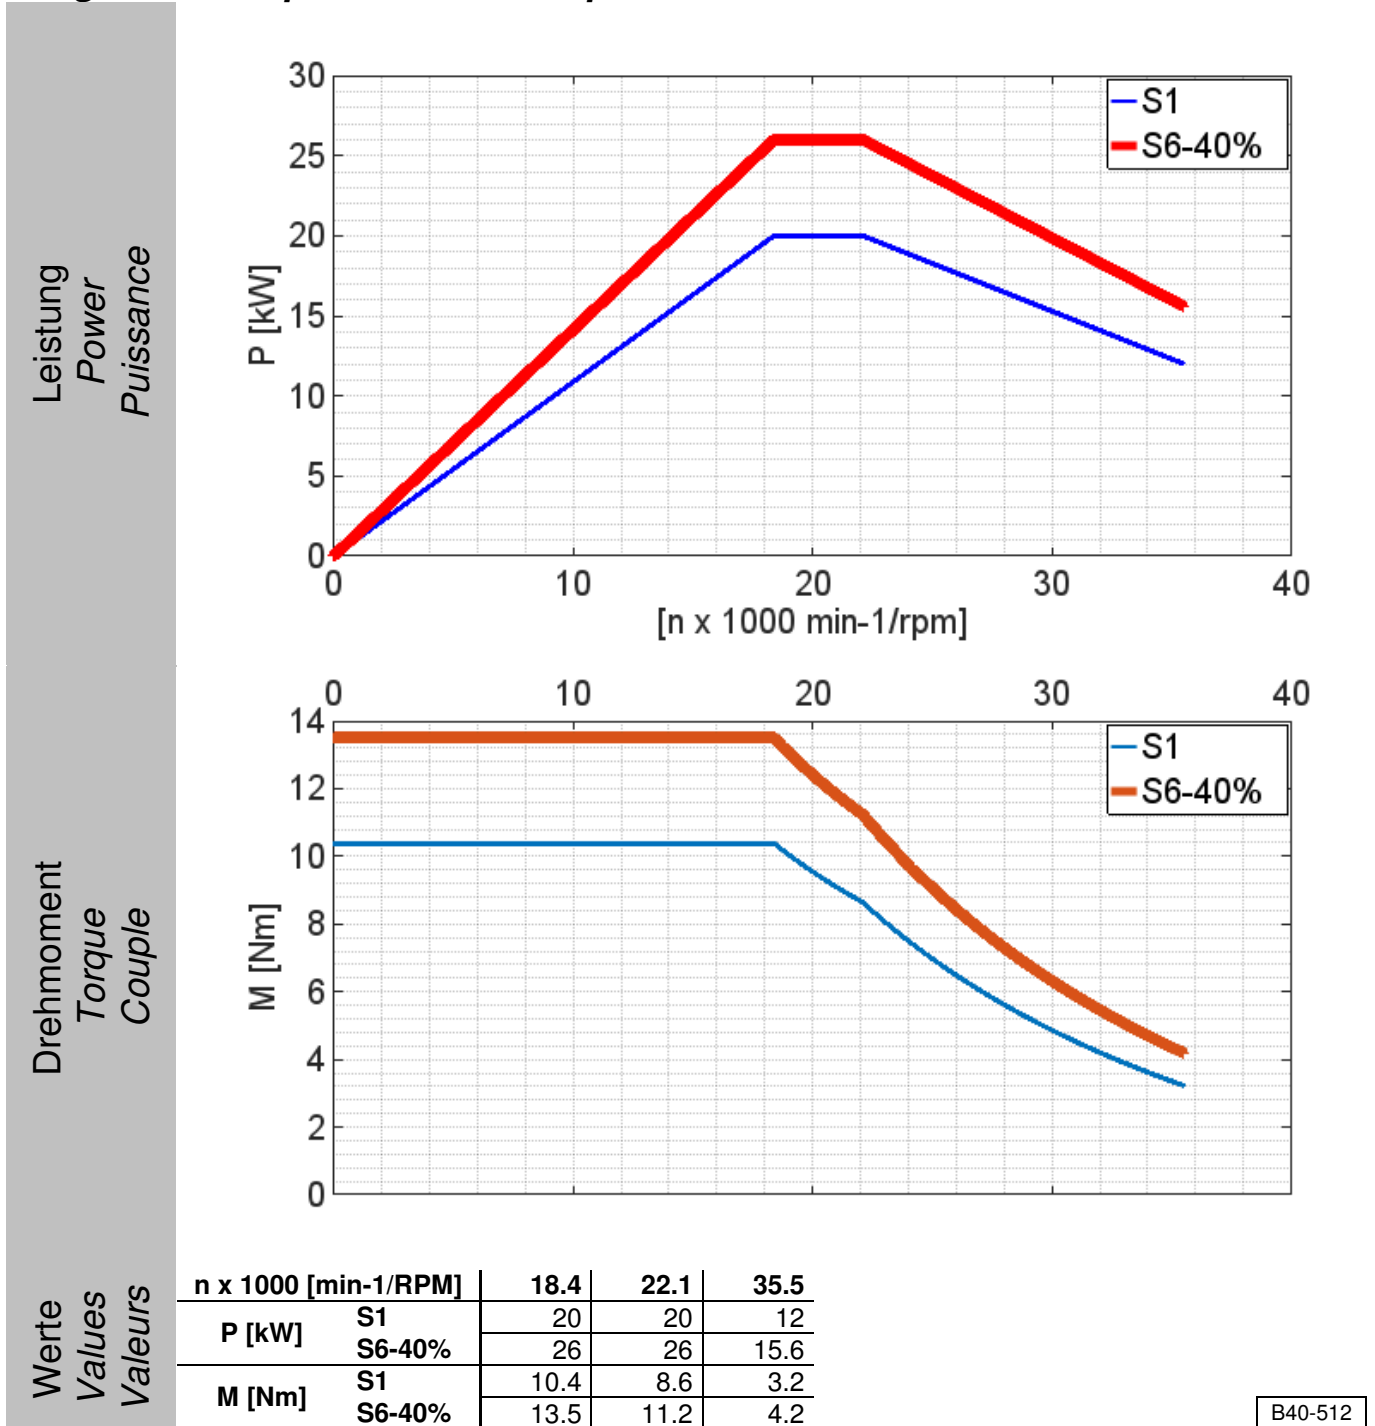 Leistung
Power
Puissance
30
25
20
15
10
5
0
P [kW]
S1
S6-40%
0 10 20 30 40
[n x 1000 min-1/rpm]
Drehmoment
Torque
Couple
0 10 20 30 40
14
12
10
8
6
4
2
0
M [Nm]
S1
S6-40%
Werte
Values
Valeurs
n x 1000 [min-1/RPM] 18.4 22.1 35.5
P [kW] S1 20 20 12
S6-40% 26 26 15.6
M [Nm] S1 10.4 8.6 3.2
S6-40% 13.5 11.2 4.2
B40-512